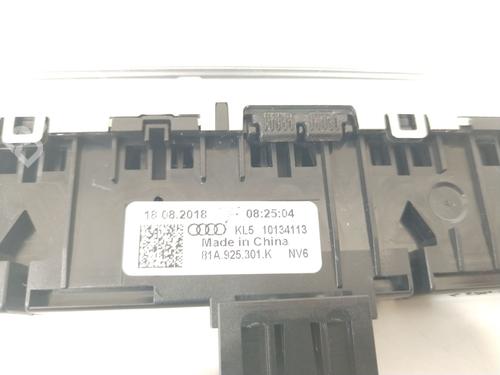 18.08.2018 08:25:04
KL5 10134113
Made in China
81A.925.301.K NV6